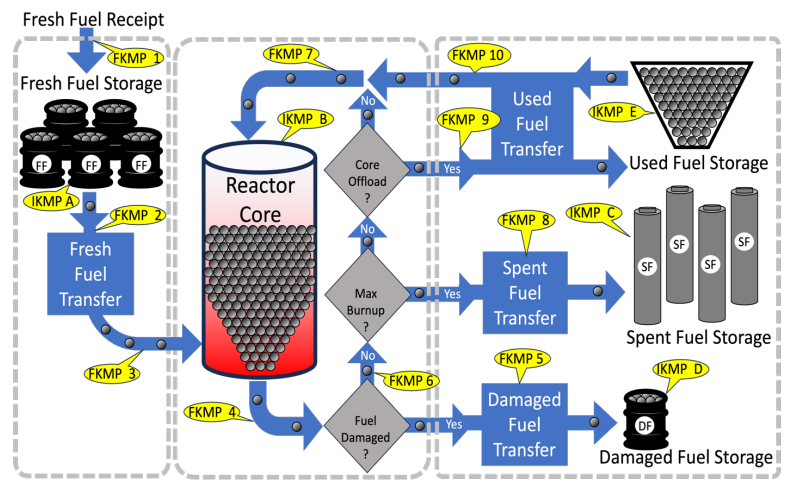 Fresh Fuel Receipt
FKMP 1
Fresh Fuel Storage
FF
FF
FF
IKMP A
FKMP 2
Fresh
Fuel
Transfer
FKMP 3
FKMP 7
IKMP B
Reactor
Core
FKMP 4
No
Core
Offload
?
Yes
No
Max
Burnup
?
Yes
No
FKMP 6
Fuel
Damaged
?
Yes
FKMP 10
FKMP 9
Used
Fuel
Transfer
IKMP E
Used Fuel Storage
FKMP 8
Spent
Fuel
Transfer
IKMP C
SF
SF
SF
SF
Spent Fuel Storage
FKMP 5
Damaged
Fuel
Transfer
IKMP D
DF
Damaged Fuel Storage